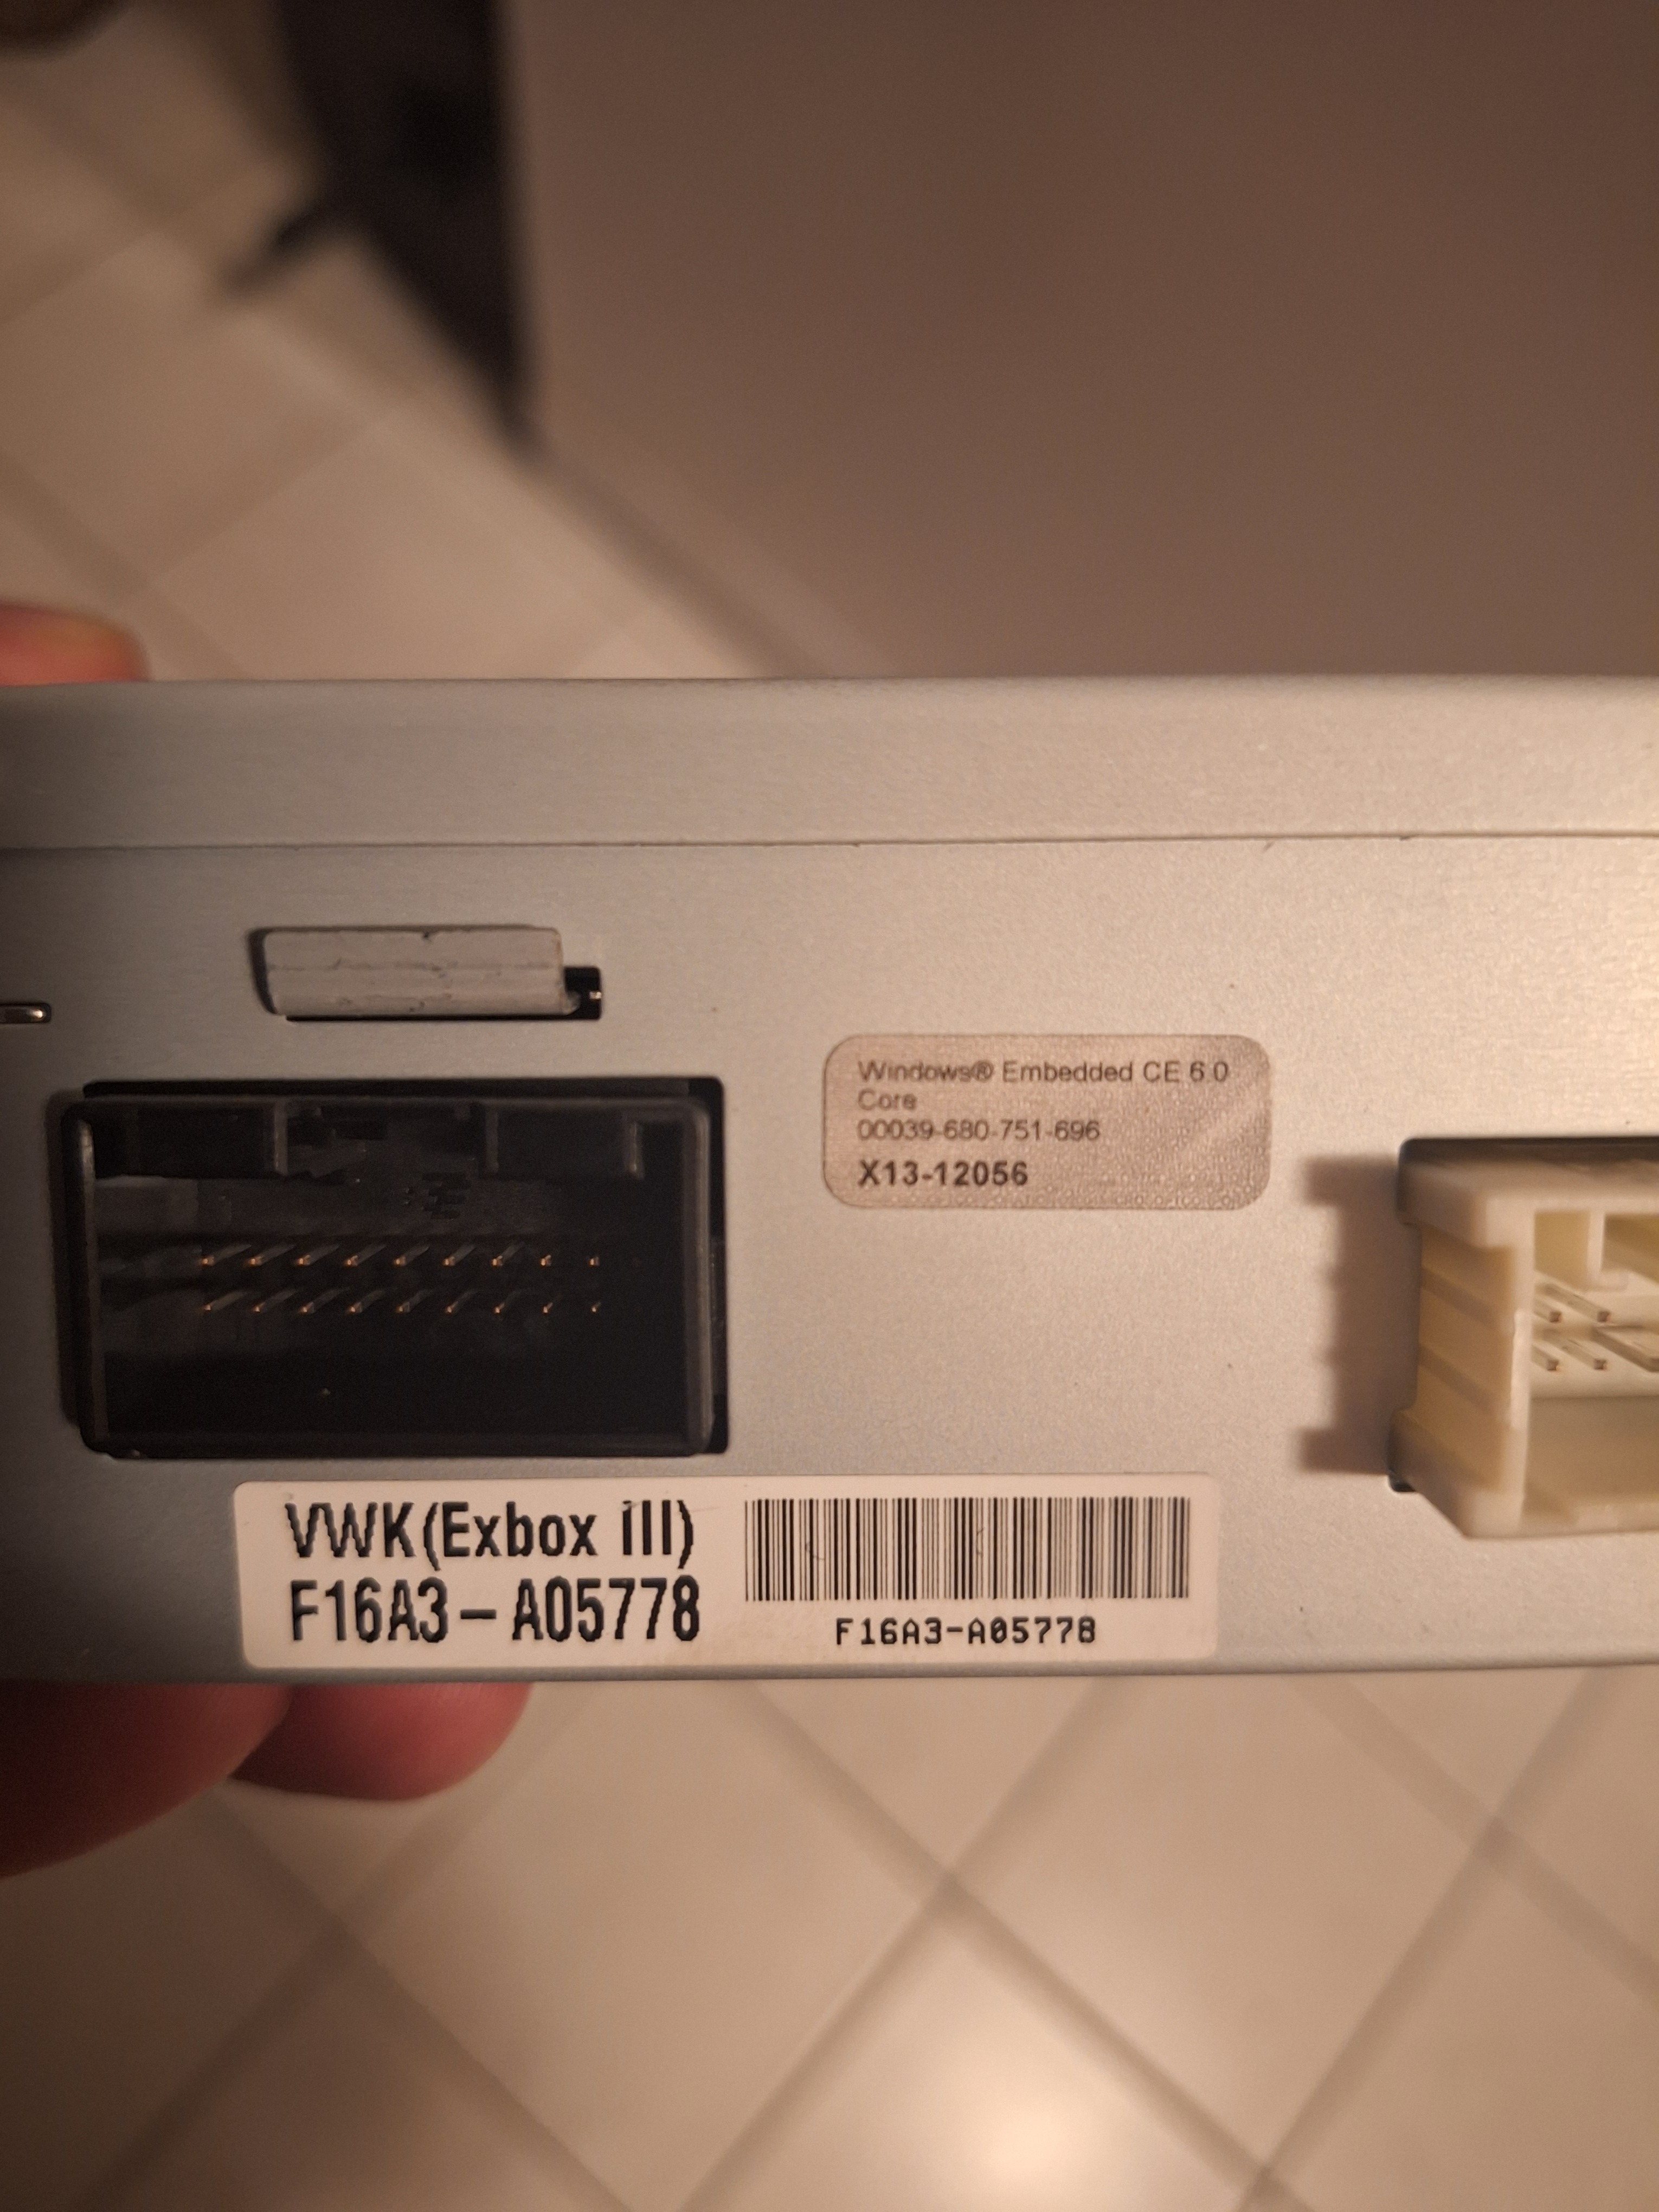 Windows® Embedded CE 6.0
Core
00039-680-751-696
X13-12056
VWK(Exbox III)
F16A3-A05778
F16A3-A05778